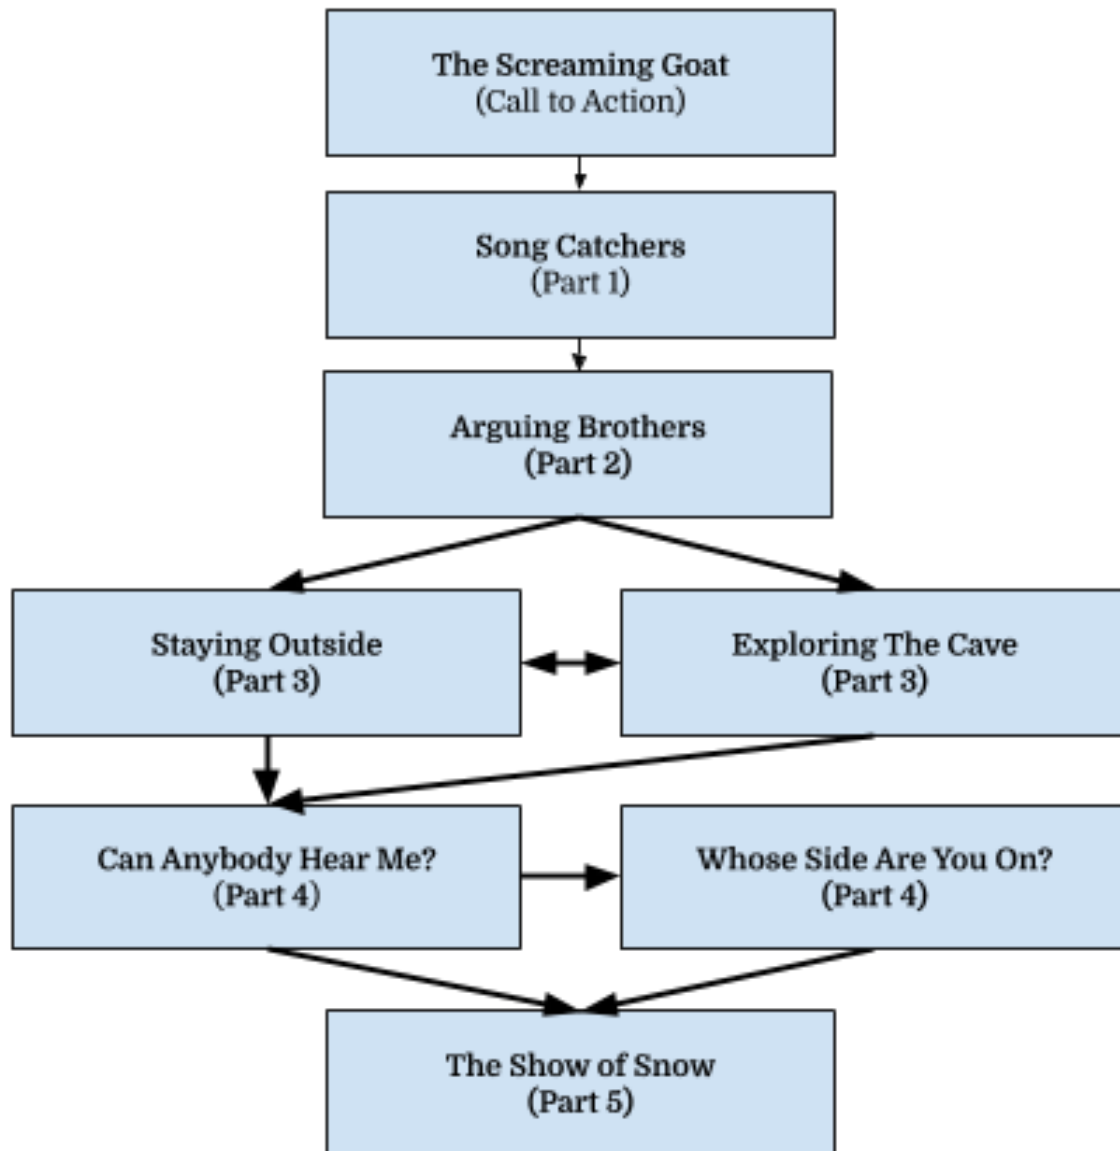 The Screaming Goat
(Call to Action)
Song Catchers
(Part 1)
Arguing Brothers
(Part 2)
Staying Outside
(Part 3)
Exploring The Cave
(Part 3)
Can Anybody Hear Me?
(Part 4)
Whose Side Are You On?
(Part 4)
The Show of Snow
(Part 5)